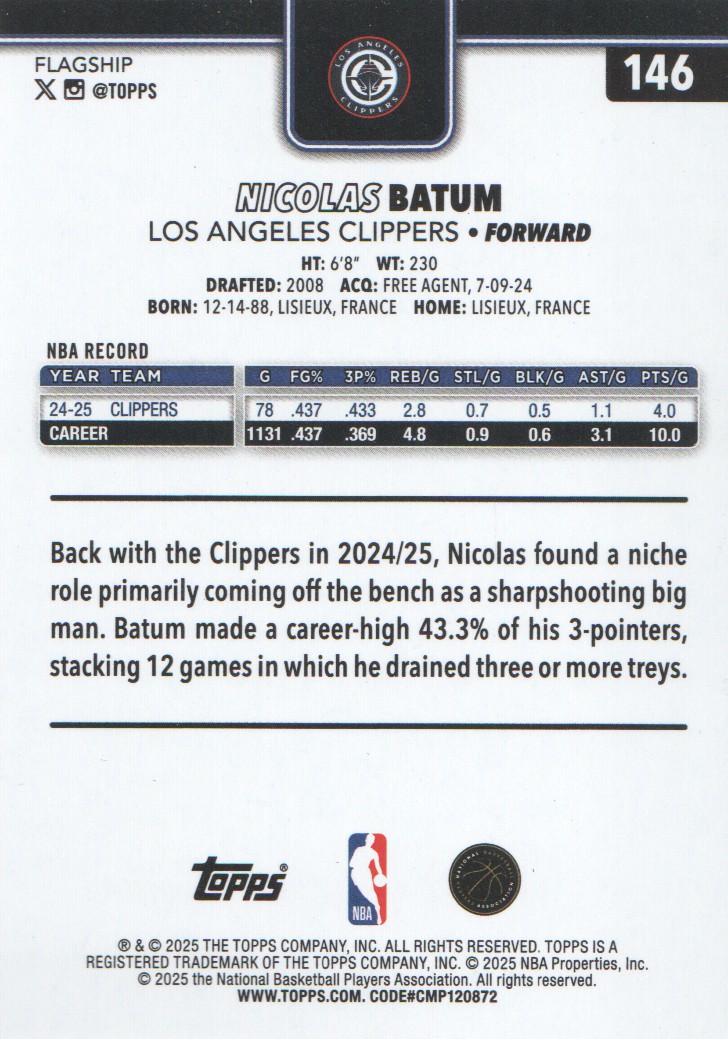 FLAGSHIP
@TOPPS
LOS ANGELES
CLIPPERS
146
NICOLAS BATUM
LOS ANGELES CLIPPERS • FORWARD
HT: 6'8" WT: 230
DRAFTED: 2008 ACQ: FREE AGENT, 7-09-24
BORN: 12-14-88, LISIEUX, FRANCE HOME: LISIEUX, FRANCE
NBA RECORD
YEAR TEAM G FG% 3P% REB/G STL/G BLK/G AST/G PTS/G
24-25 CLIPPERS 78 .437 .433 2.8 0.7 0.5 1.1 4.0
CAREER 1131 .437 .369 4.8 0.9 0.6 3.1 10.0
Back with the Clippers in 2024/25, Nicolas found a niche
role primarily coming off the bench as a sharpshooting big
man. Batum made a career-high 43.3% of his 3-pointers,
stacking 12 games in which he drained three or more treys.
Topps®
NBA
NATIONAL BASKETBALL
ASSOCIATION
® & © 2025 THE TOPPS COMPANY, INC. ALL RIGHTS RESERVED. TOPPS IS A
REGISTERED TRADEMARK OF THE TOPPS COMPANY, INC. © 2025 NBA Properties, Inc.
© 2025 the National Basketball Players Association. All rights reserved.
WWW.TOPPS.COM. CODE#CMP120872